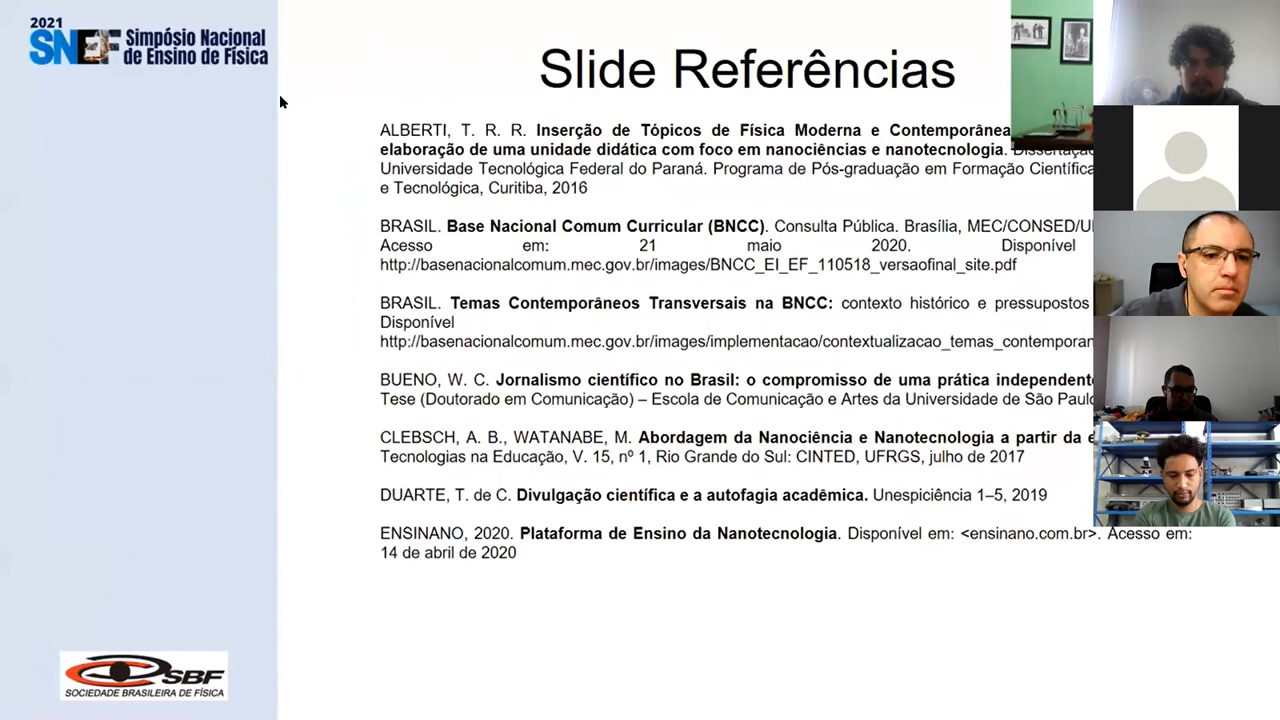 2021
SNEF Simpósio Nacional
de Ensino de Física
Slide Referências
ALBERTI, T. R. R. Inserção de Tópicos de Física Moderna e Contemporânea
elaboração de uma unidade didática com foco em nanociências e nanotecnologia. Dissertação
Universidade Tecnológica Federal do Paraná. Programa de Pós-graduação em Formação Científica
e Tecnológica, Curitiba, 2016
BRASIL. Base Nacional Comum Curricular (BNCC). Consulta Pública. Brasília, MEC/CONSED/
Acesso em: 21 maio 2020. Disponível
http://basenacionalcomum.mec.gov.br/images/BNCC_EI_EF_110518_versaofinal_site.pdf
BRASIL. Temas Contemporâneos Transversais na BNCC: contexto histórico e pressupostos
Disponível
http://basenacionalcomum.mec.gov.br/images/implementacao/contextualizacao_temas_contemporan
BUENO, W. C. Jornalismo científico no Brasil: o compromisso de uma prática independente
Tese (Doutorado em Comunicação) – Escola de Comunicação e Artes da Universidade de São Paulo
CLEBSCH, A. B., WATANABE, M. Abordagem da Nanociência e Nanotecnologia a partir da e
Tecnologias na Educação, V. 15, nº 1, Rio Grande do Sul: CINTED, UFRGS, julho de 2017
DUARTE, T. de C. Divulgação científica e a autofagia acadêmica. Unespiciência 1–5, 2019
ENSINANO, 2020. Plataforma de Ensino da Nanotecnologia. Disponível em: <ensinano.com.br>. Acesso em:
14 de abril de 2020
SBF
SOCIEDADE BRASILEIRA DE FÍSICA